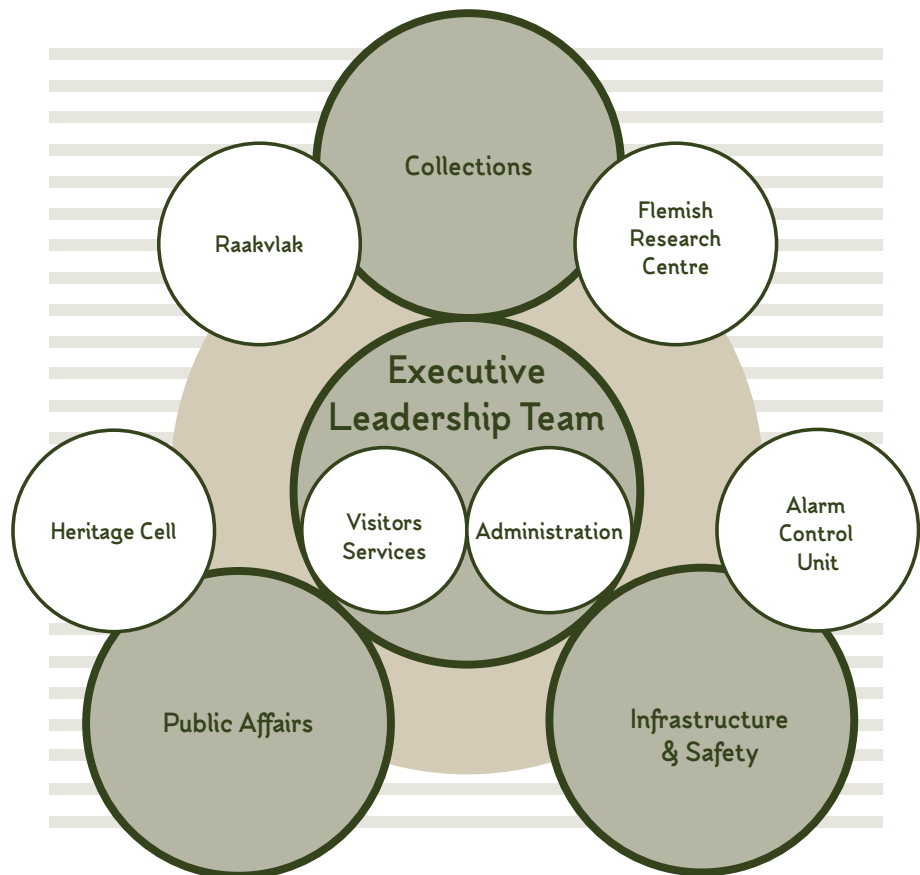 Collections
Raakvlak
Flemish
Research
Centre
Executive
Leadership Team
Visitors
Services
Administration
Heritage Cell
Alarm
Control
Unit
Public Affairs
Infrastructure
& Safety